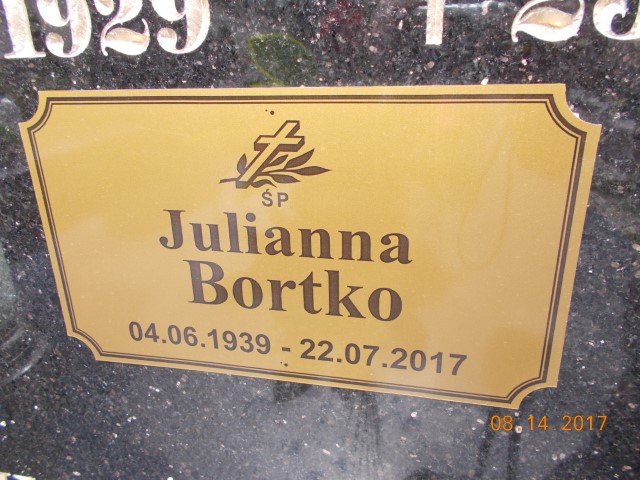 1929
ŚP
Julianna
Bortko
04.06.1939 - 22.07.2017
08.14.2017